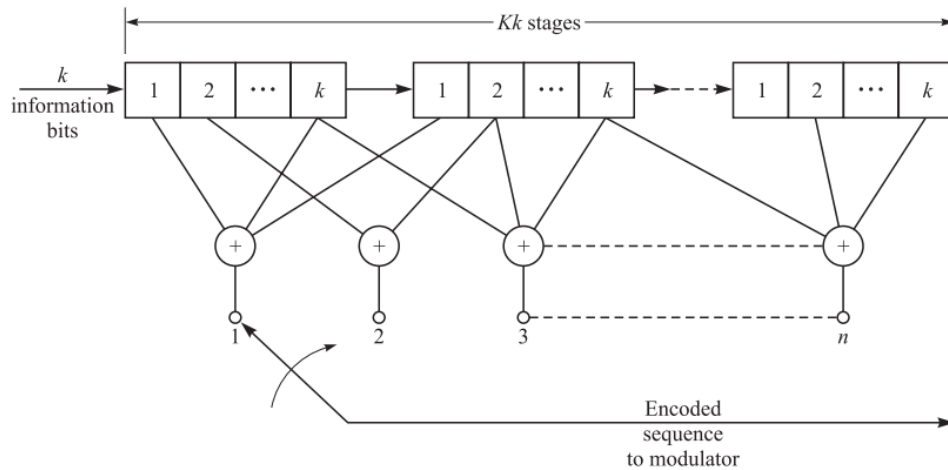 Kk stages
k
information
bits
1 2 ... k
1 2 ... k
1 2 ... k
+ + + +
1 2 3 n
Encoded
sequence
to modulator